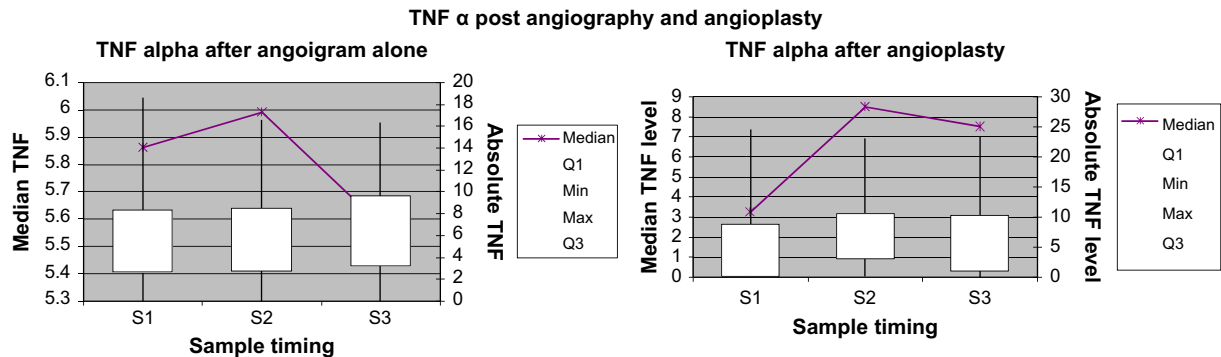 TNF α post angiography and angioplasty
TNF alpha after angoigram alone
Median TNF
6.1
6
5.9
5.8
5.7
5.6
5.5
5.4
5.3
20
18
16
14
12
10
8
6
4
2
0
Absolute TNF
S1 S2 S3
Sample timing
Median
Q1
Min
Max
Q3
TNF alpha after angioplasty
Median TNF level
9
8
7
6
5
4
3
2
1
0
30
25
20
15
10
5
0
Absolute TNF level
S1 S2 S3
Sample timing
Median
Q1
Min
Max
Q3